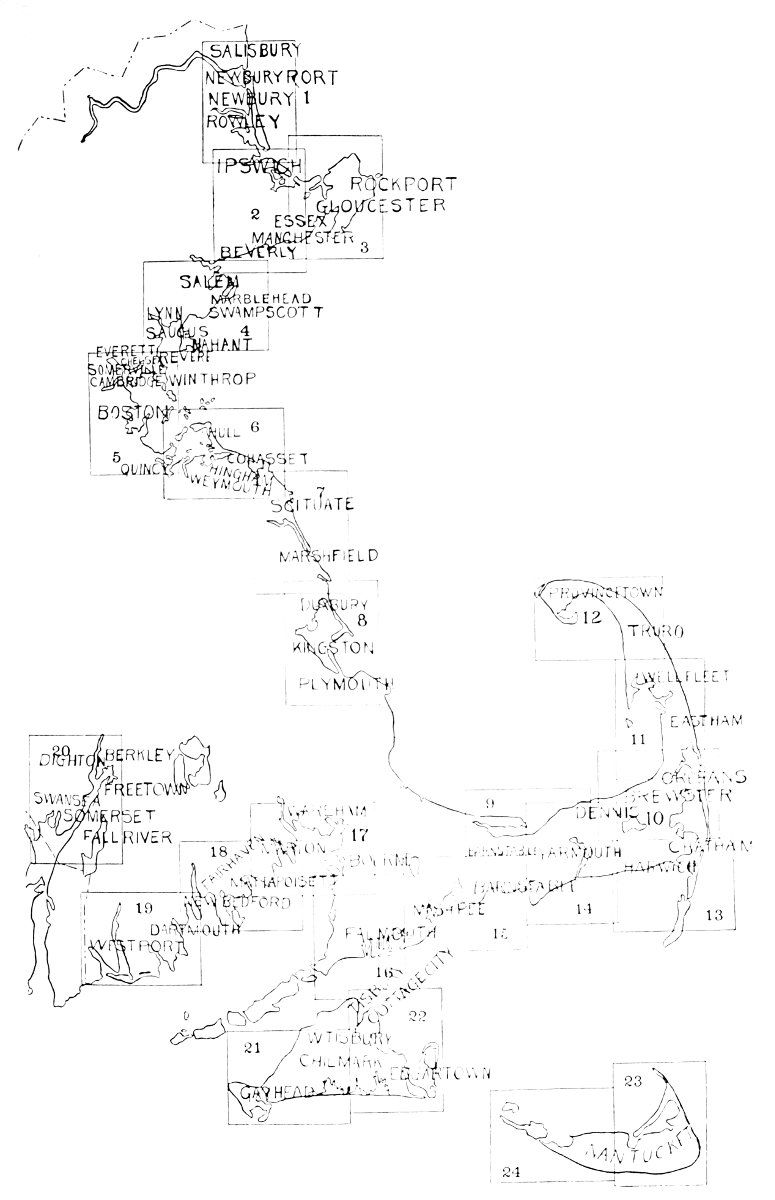 SALISBURY
NEWBURYPORT
NEWBURY 1
ROWLEY
IPSWICH
ROCKPORT
GLOUCESTER
2
ESSEX
MANCHESTER
3
BEVERLY
SALEM
MARBLEHEAD
LYNN
SWAMPSCOTT
SAUGUS
4
NAHANT
EVERETT
CHELSEA
REVERE
SOMERVILLE
CAMBRIDGE
WINTHROP
BOSTON
6
HULL
5
QUINCY
COHASSET
HINGHAM
WEYMOUTH
7
SCITUATE
MARSHFIELD
DUXBURY
8
KINGSTON
PLYMOUTH
PROVINCETOWN
12
TRURO
WELLFLEET
EASTHAM
11
ORLEANS
BREWSTER
9
DENNIS
10
CHATHAM
YARMOUTH
HARWICH
BARNSTABLE
14
13
20
DIGHTON
BERKLEY
FREETOWN
SWANSEA
SOMERSET
FALL RIVER
WAREHAM
17
18
FAIRHAVEN
MARION
BOURNE
MATTAPOISETT
NEW BEDFORD
MASHPEE
19
DARTMOUTH
WESTPORT
FALMOUTH
15
16
TISBURY
COTTAGE CITY
22
21
W TISBURY
CHILMARK
EDGARTOWN
GAY HEAD
23
NANTUCKET
24